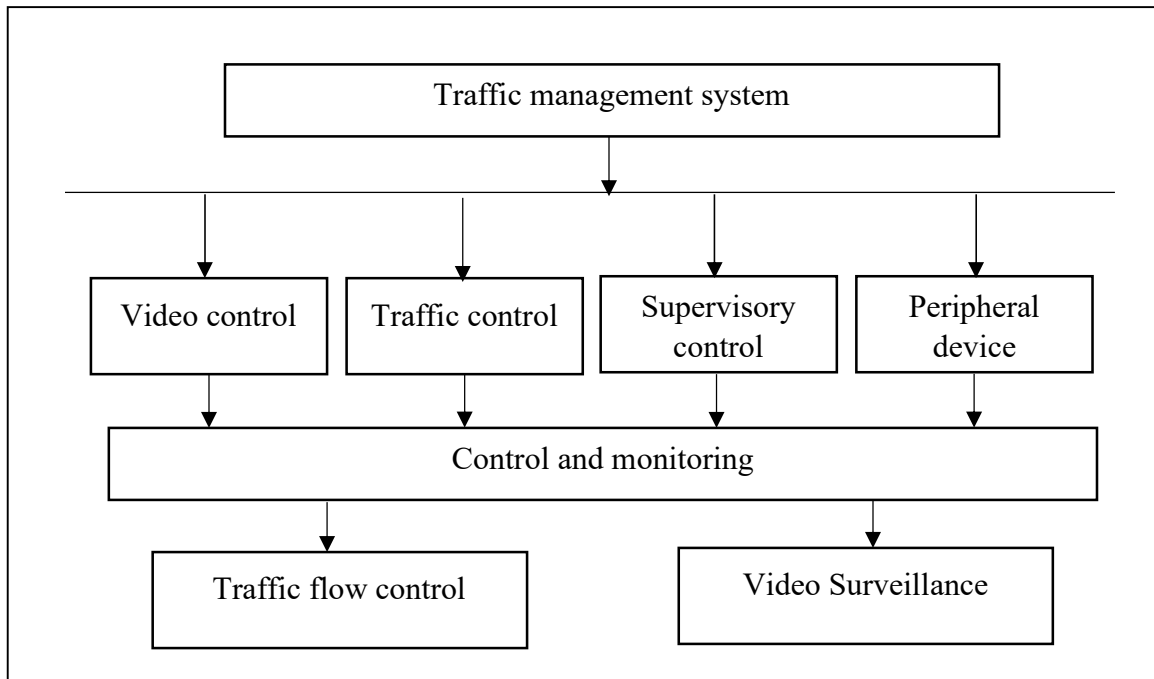 Traffic management system
Video control
Traffic control
Supervisory
control
Peripheral
device
Control and monitoring
Traffic flow control
Video Surveillance